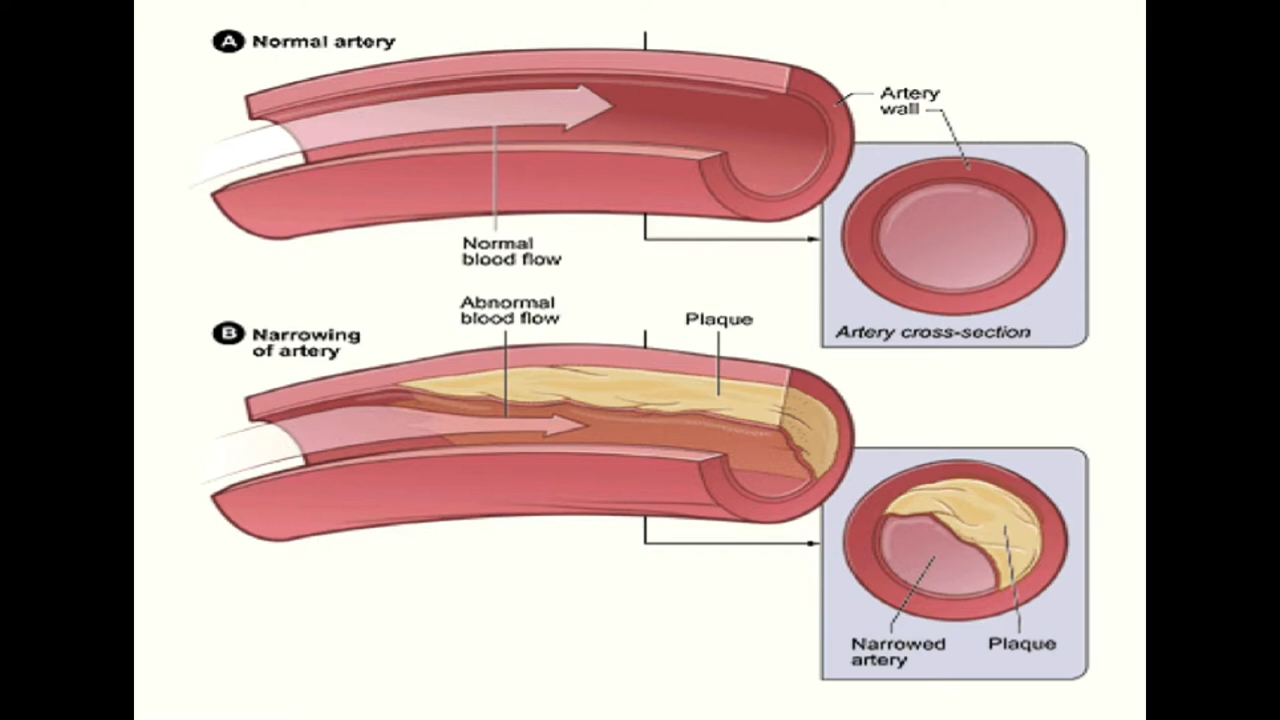 A Normal artery
Artery
wall
Normal
blood flow
Artery cross-section
Abnormal
blood flow
Plaque
B Narrowing
of artery
Narrowed
artery
Plaque